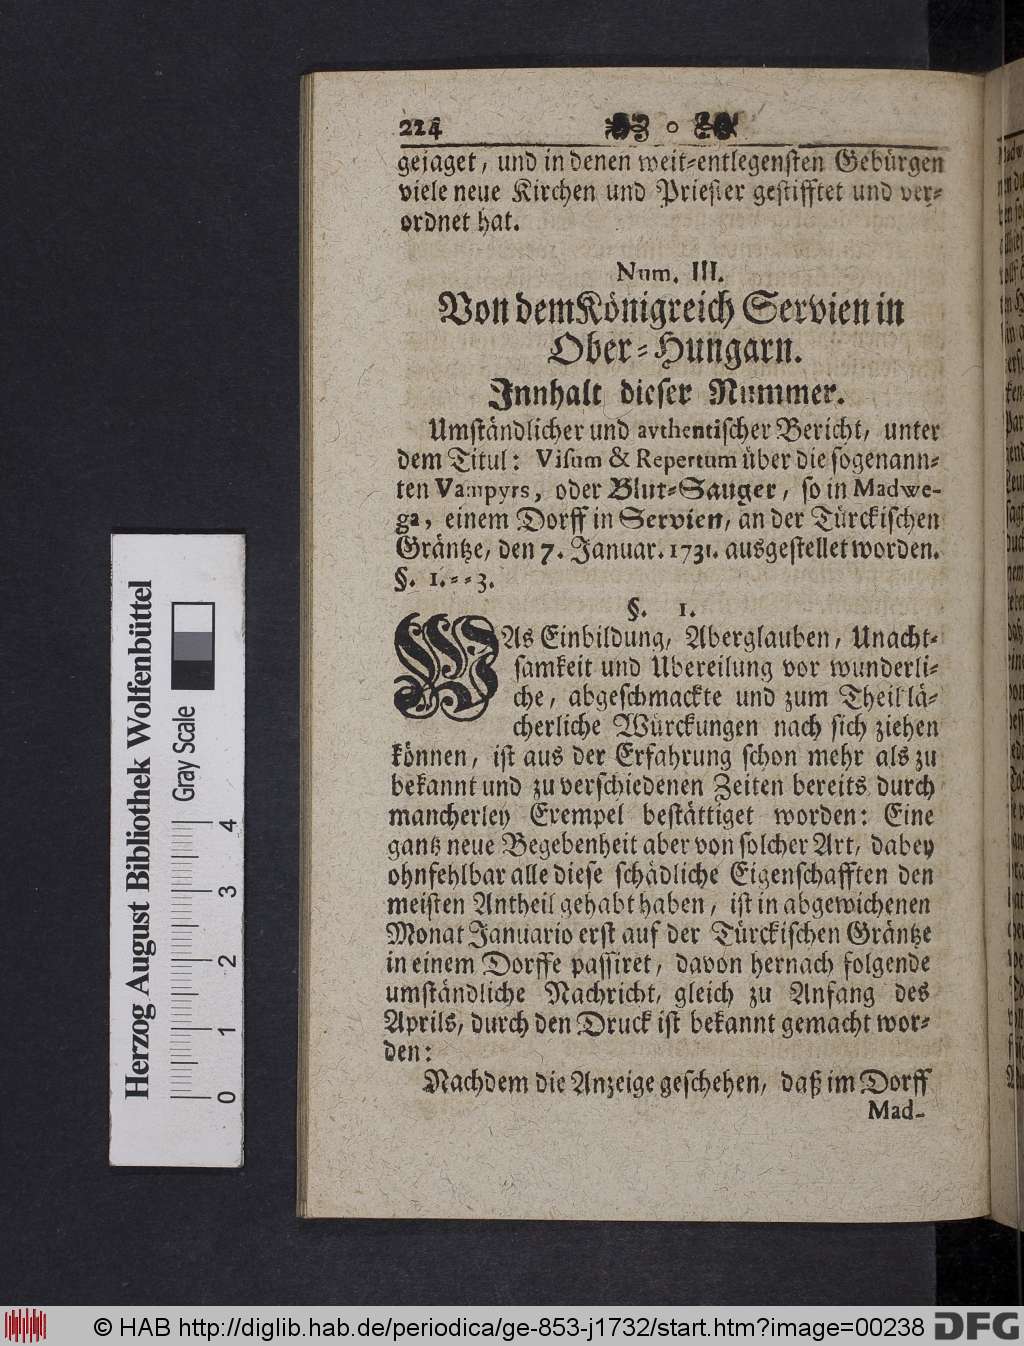 224
gejaget, und in denen weit-entlegensten Gebürgen
viele neue Kirchen und Priester gestifftet und ver-
ordnet hat.
Num. III.
Von dem Königreich Servien in
Ober-Hungarn.
Innhalt dieser Nummer.
Umständlicher und avthentischer Bericht, unter
dem Titul: Visum & Repertum über die sogenann-
ten Vampyrs, oder Blut-Sauger, so in Madwe-
ga, einem Dorff in Servien, an der Türckischen
Gräntze, den 7. Januar. 1731. ausgestellet worden.
§. 1.--3.
§. 1.
WAs Einbildung, Aberglauben, Unacht-
samkeit und Ubereilung vor wunderli-
che, abgeschmackte und zum Theil lä-
cherliche Würckungen nach sich ziehen
können, ist aus der Erfahrung schon mehr als zu
bekannt und zu verschiedenen Zeiten bereits durch
mancherley Exempel bestättiget worden: Eine
gantz neue Begebenheit aber von solcher Art, dabey
ohnfehlbar alle diese schädliche Eigenschafften den
meisten Antheil gehabt haben, ist in abgewichenen
Monat Januario erst auf der Türckischen Gräntze
in einem Dorffe passiret, davon hernach folgende
umständliche Nachricht, gleich zu Anfang des
Aprils, durch den Druck ist bekannt gemacht wor-
den:
Nachdem die Anzeige geschehen, daß im Dorff
Mad-
Herzog August Bibliothek Wolfenbüttel
Gray Scale
0 1 2 3 4
© HAB http://diglib.hab.de/periodica/ge-853-j1732/start.htm?image=00238
DFG